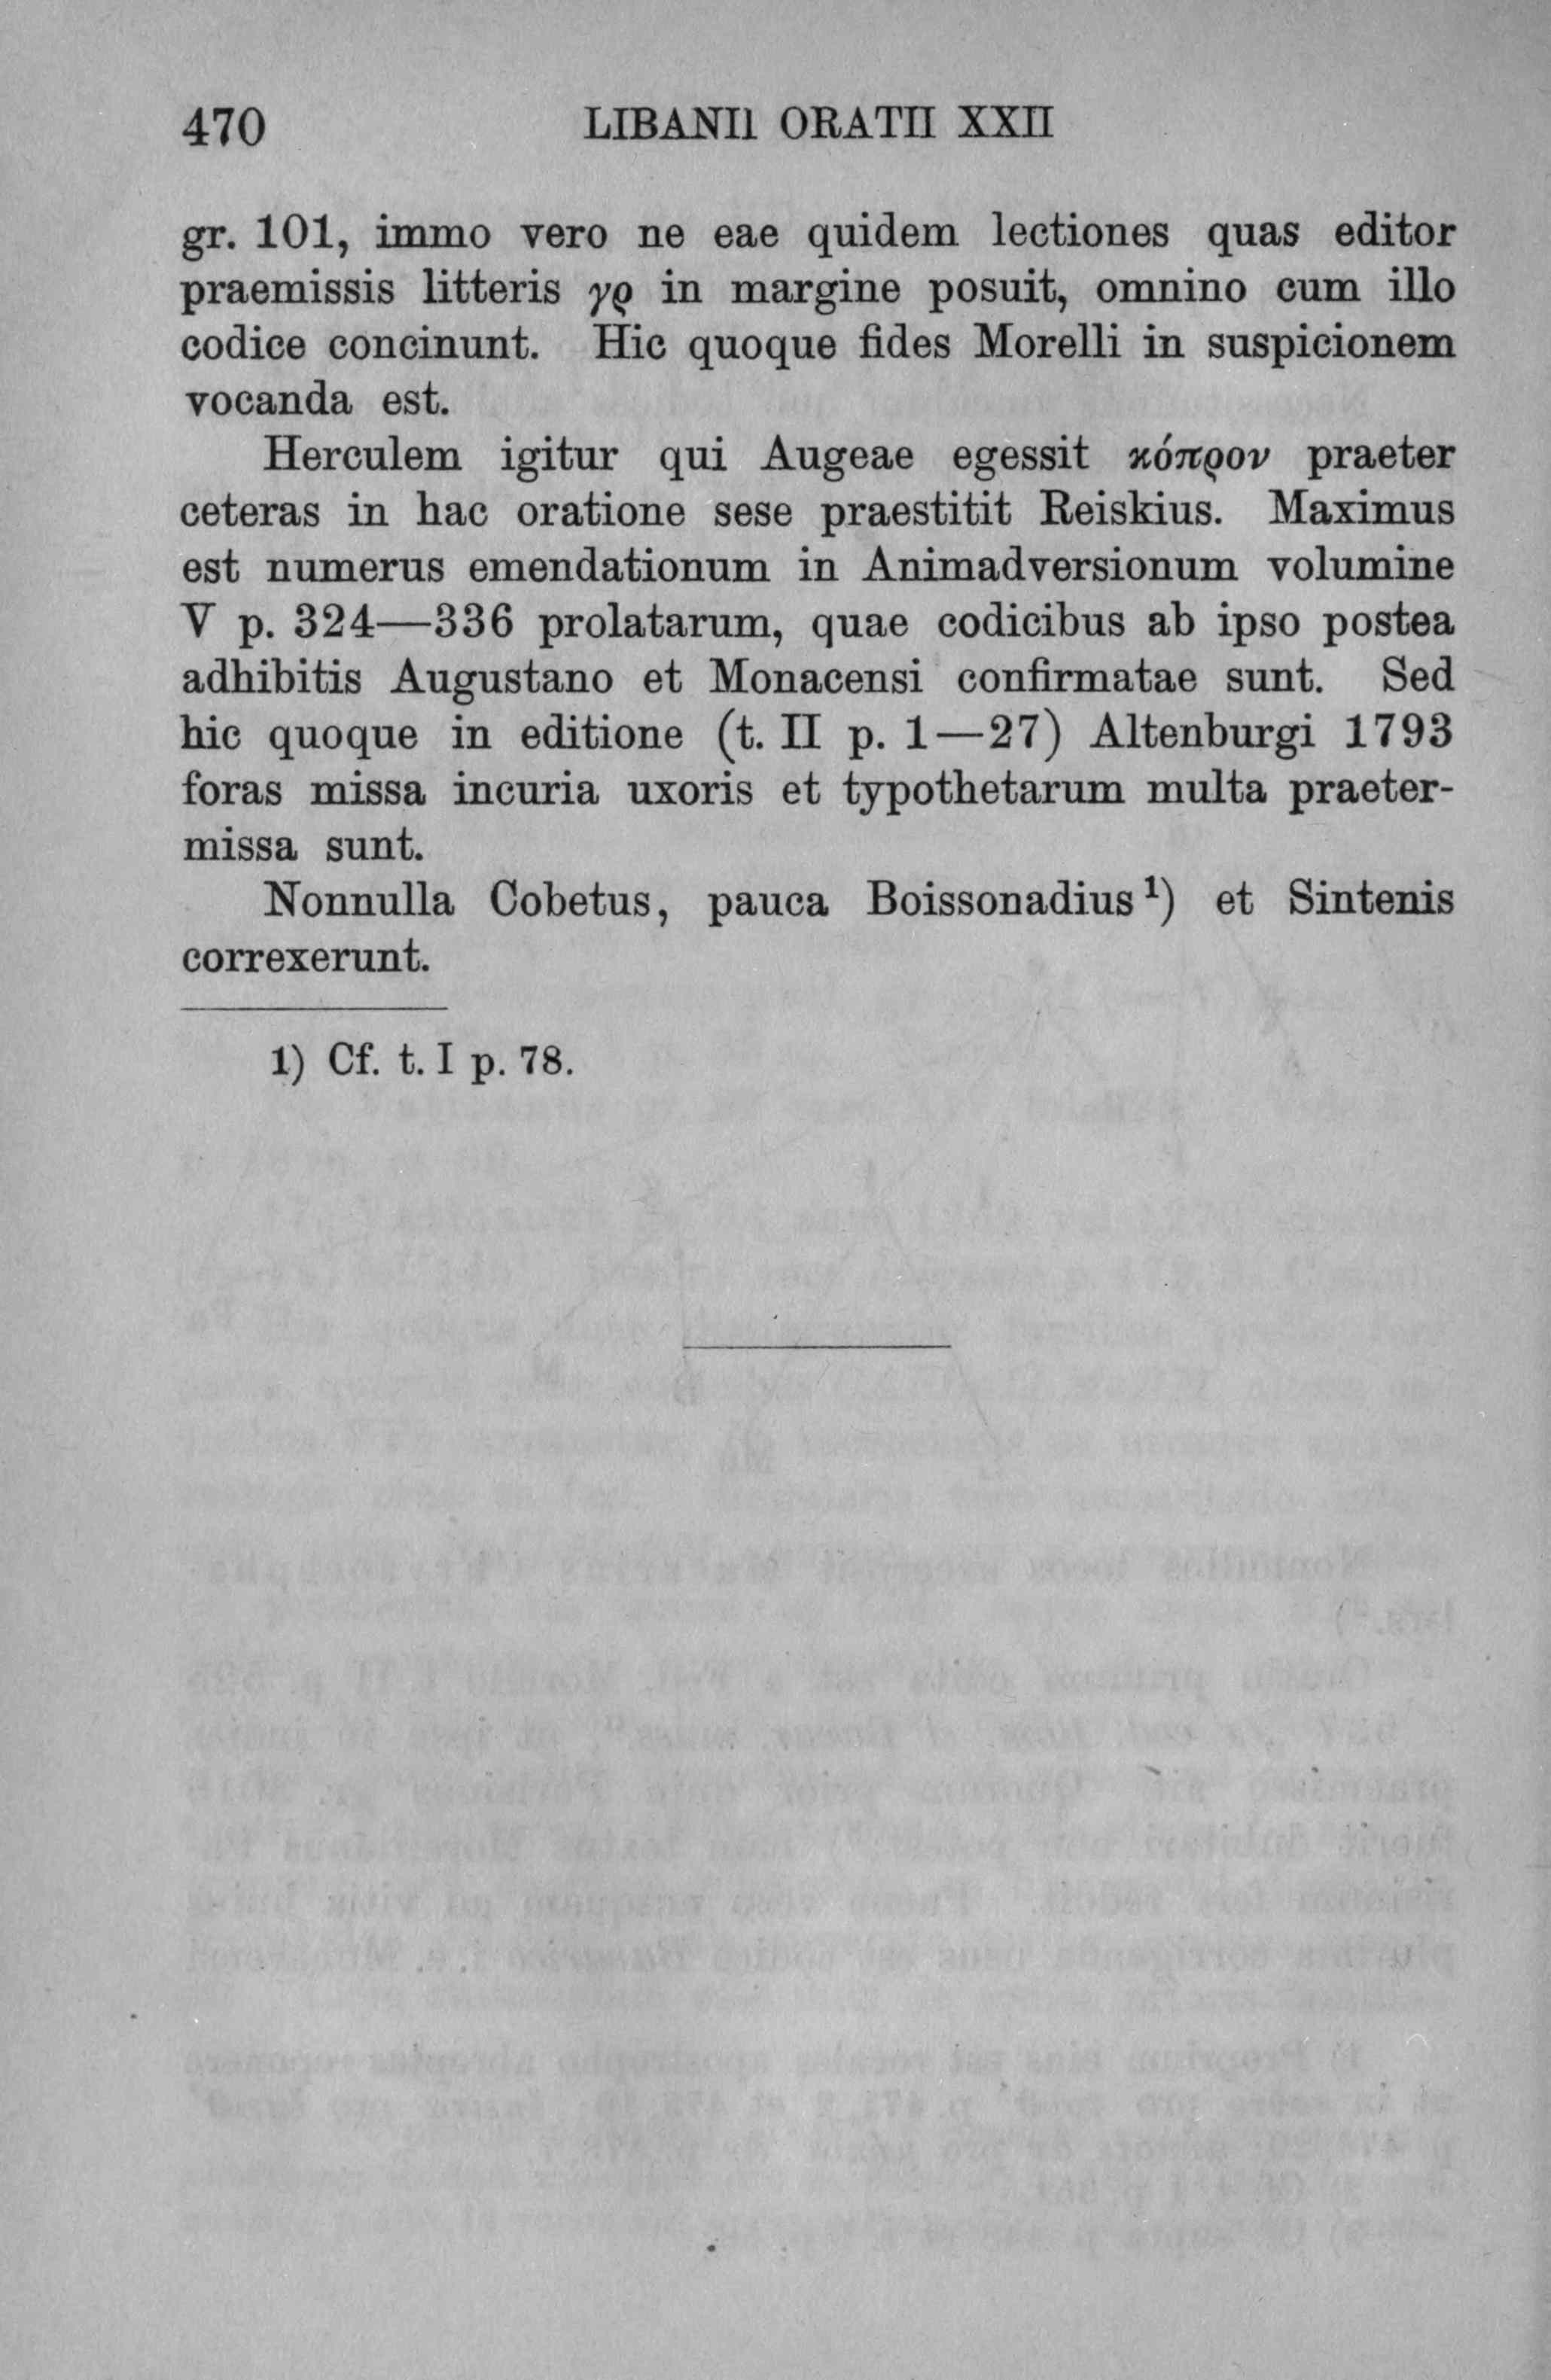 470 LIBANII ORATII XXII
gr. 101, immo vero ne eae quidem lectiones quas editor
praemissis litteris γρ in margine posuit, omnino cum illo
codice concinunt. Hic quoque fides Morelli in suspicionem
vocanda est.
Herculem igitur qui Augeae egessit κόπρον praeter
ceteras in hac oratione sese praestitit Reiskius. Maximus
est numerus emendationum in Animadversionum volumine
V p. 324—336 prolatarum, quae codicibus ab ipso postea
adhibitis Augustano et Monacensi confirmatae sunt. Sed
hic quoque in editione (t. II p. 1—27) Altenburgi 1793
foras missa incuria uxoris et typothetarum multa praeter-
missa sunt.
Nonnulla Cobetus, pauca Boissonadius¹) et Sintenis
correxerunt.
1) Cf. t. I p. 78.